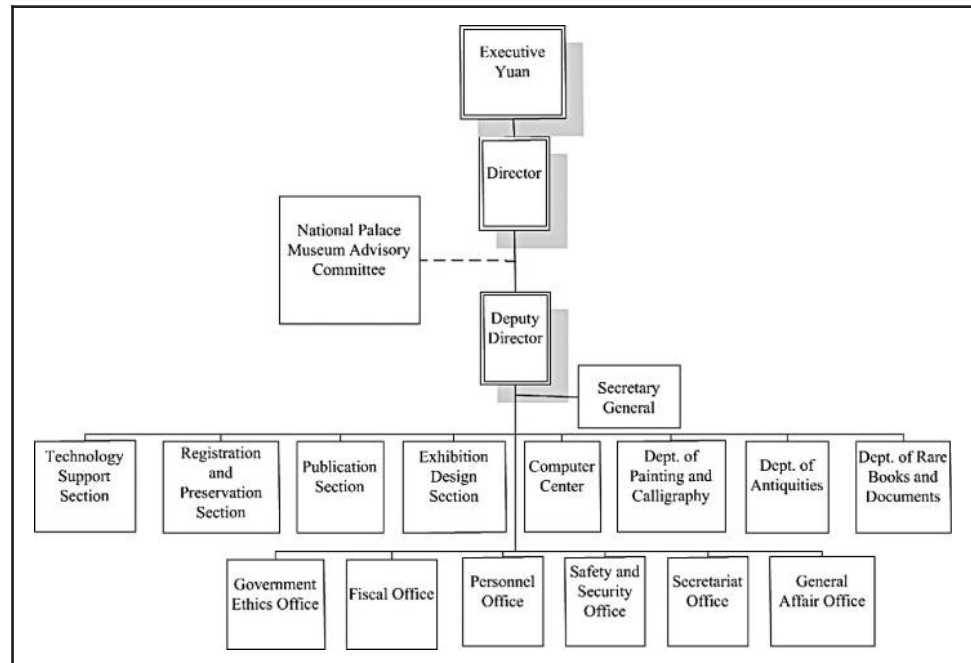 Executive
Yuan
Director
National Palace
Museum Advisory
Committee
Deputy
Director
Secretary
General
Technology
Support
Section
Registration
and
Preservation
Section
Publication
Section
Exhibition
Design
Section
Computer
Center
Dept. of
Painting and
Calligraphy
Dept. of
Antiquities
Dept. of Rare
Books and
Documents
Government
Ethics Office
Fiscal Office
Personnel
Office
Safety and
Security
Office
Secretariat
Office
General
Affair Office